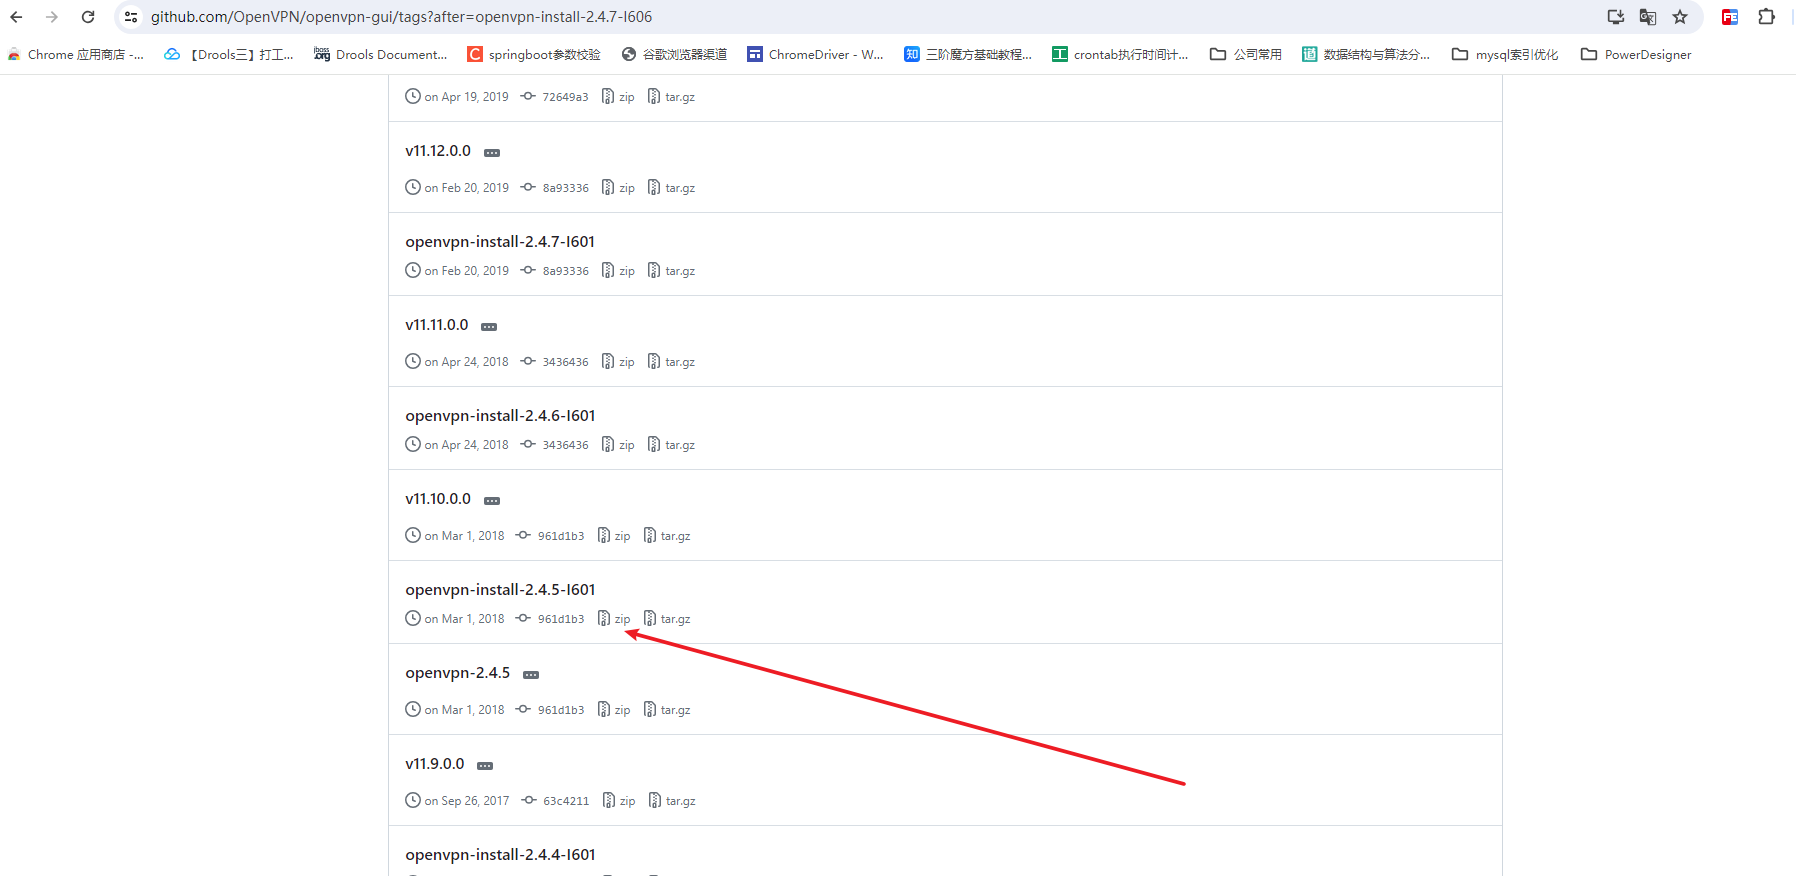 github.com/OpenVPN/openvpn-gui/tags?after=openvpn-install-2.4.7-I606
Chrome 应用商店 -... 【Drools三】打工... Drools Document... springboot参数校验 谷歌浏览器渠道 ChromeDriver - W... 三阶魔方基础教程... crontab执行时间计... 公司常用 数据结构与算法分... mysql索引优化 PowerDesigner
on Apr 19, 2019 72649a3 zip tar.gz
v11.12.0.0
on Feb 20, 2019 8a93336 zip tar.gz
openvpn-install-2.4.7-I601
on Feb 20, 2019 8a93336 zip tar.gz
v11.11.0.0
on Apr 24, 2018 3436436 zip tar.gz
openvpn-install-2.4.6-I601
on Apr 24, 2018 3436436 zip tar.gz
v11.10.0.0
on Mar 1, 2018 961d1b3 zip tar.gz
openvpn-install-2.4.5-I601
on Mar 1, 2018 961d1b3 zip tar.gz
openvpn-2.4.5
on Mar 1, 2018 961d1b3 zip tar.gz
v11.9.0.0
on Sep 26, 2017 63c4211 zip tar.gz
openvpn-install-2.4.4-I601